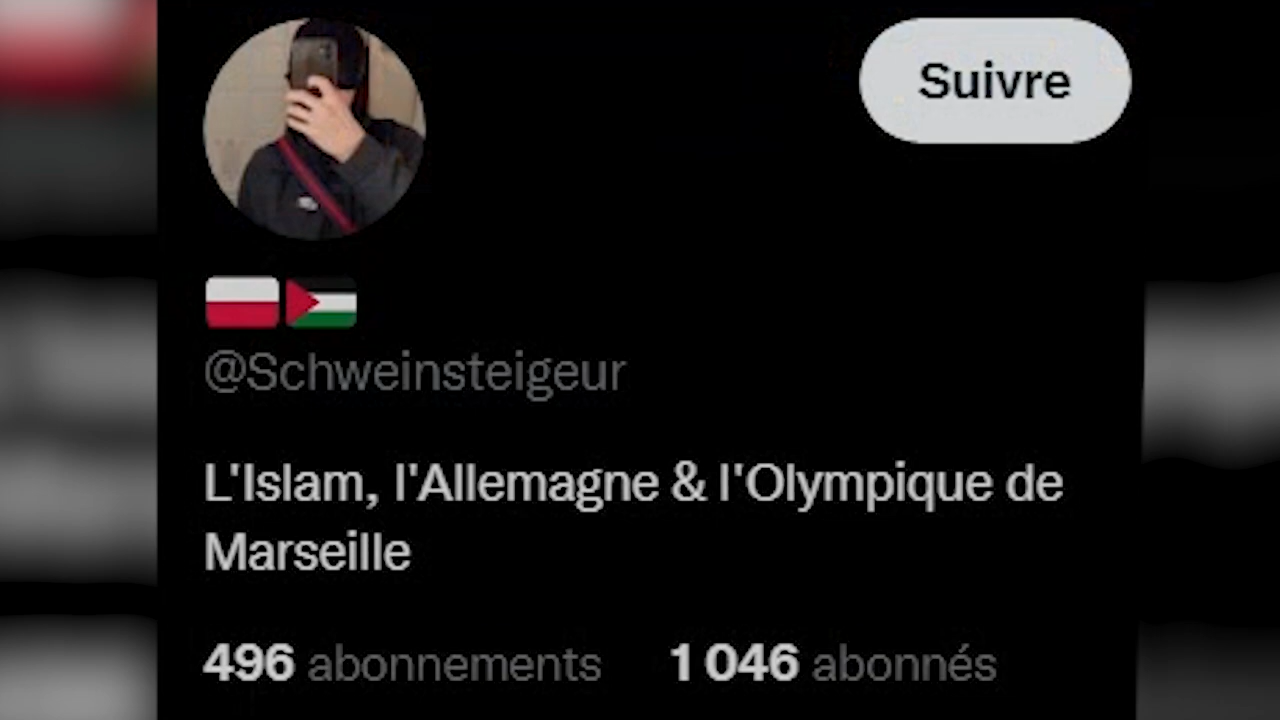 Suivre
@Schweinsteigeur
L'Islam, l'Allemagne & l'Olympique de
Marseille
496 abonnements 1 046 abonnés